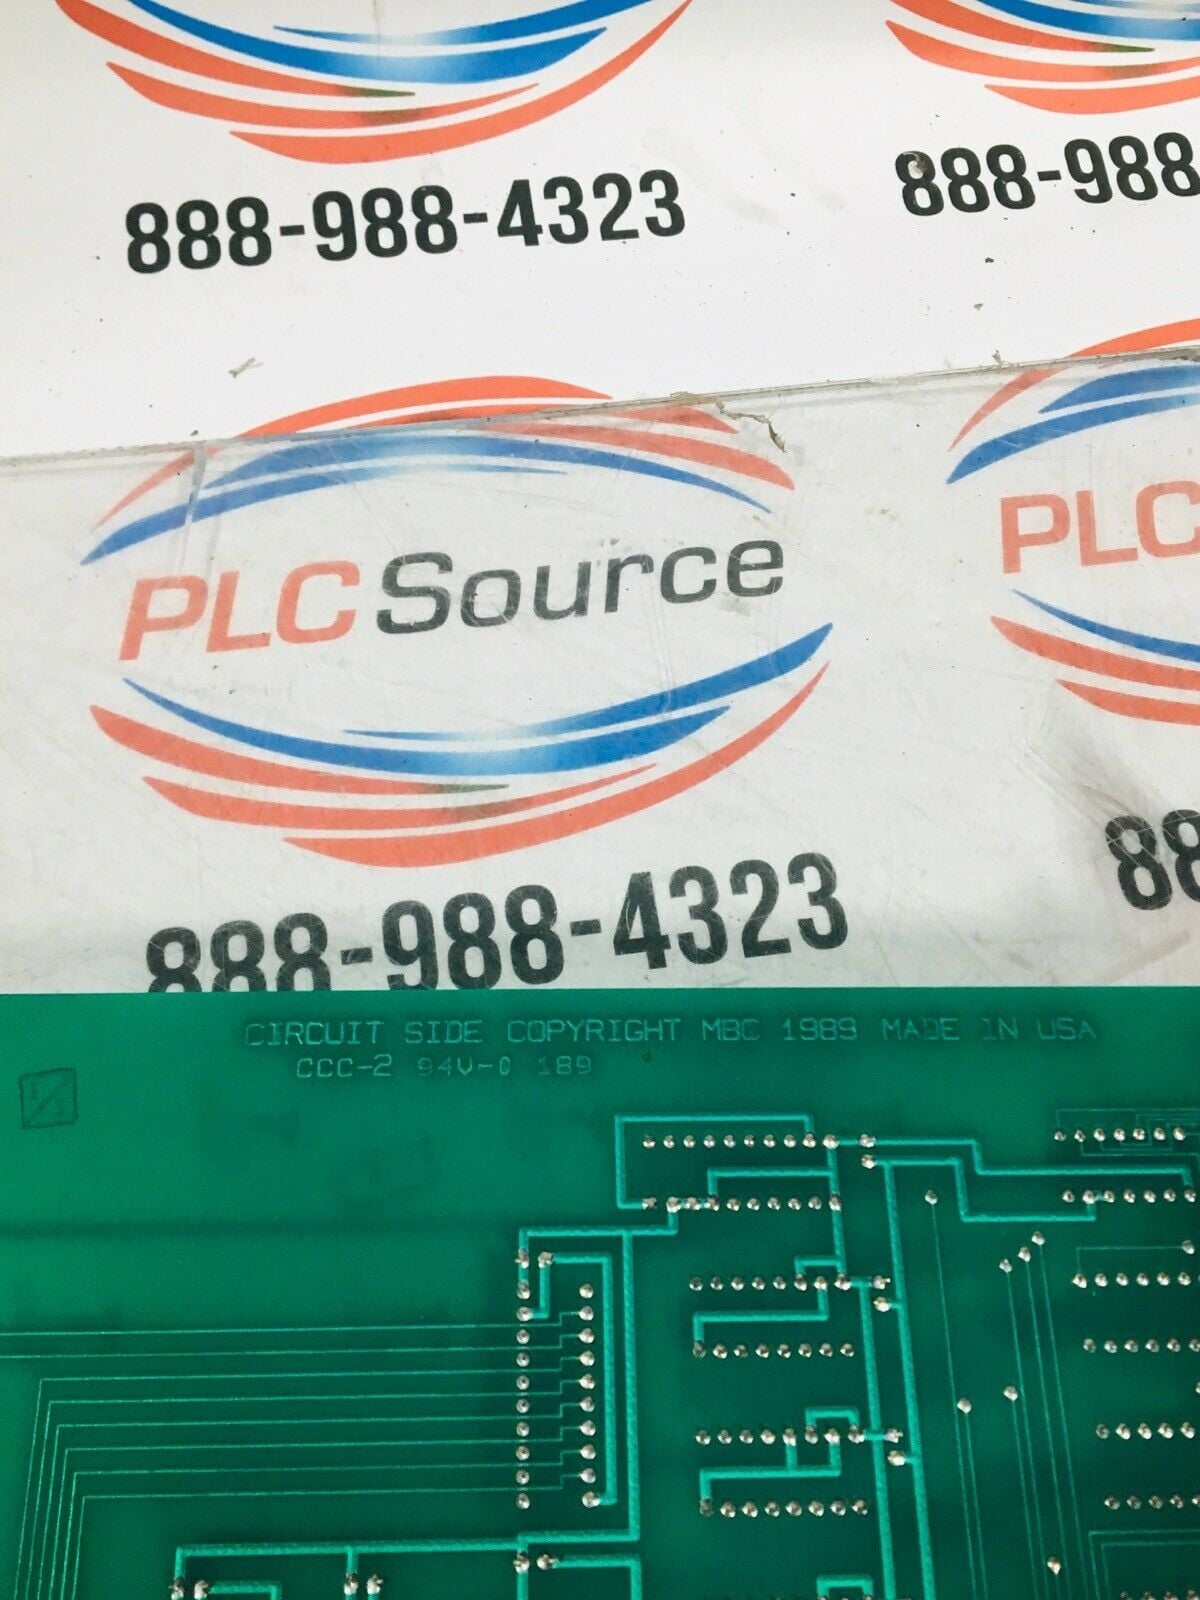 888-988-4323
888-988
PLC Source
PLC
888-988-4323
88
CIRCUIT SIDE COPYRIGHT MBC 1989 MADE IN USA
CCC-2 94V-0 189